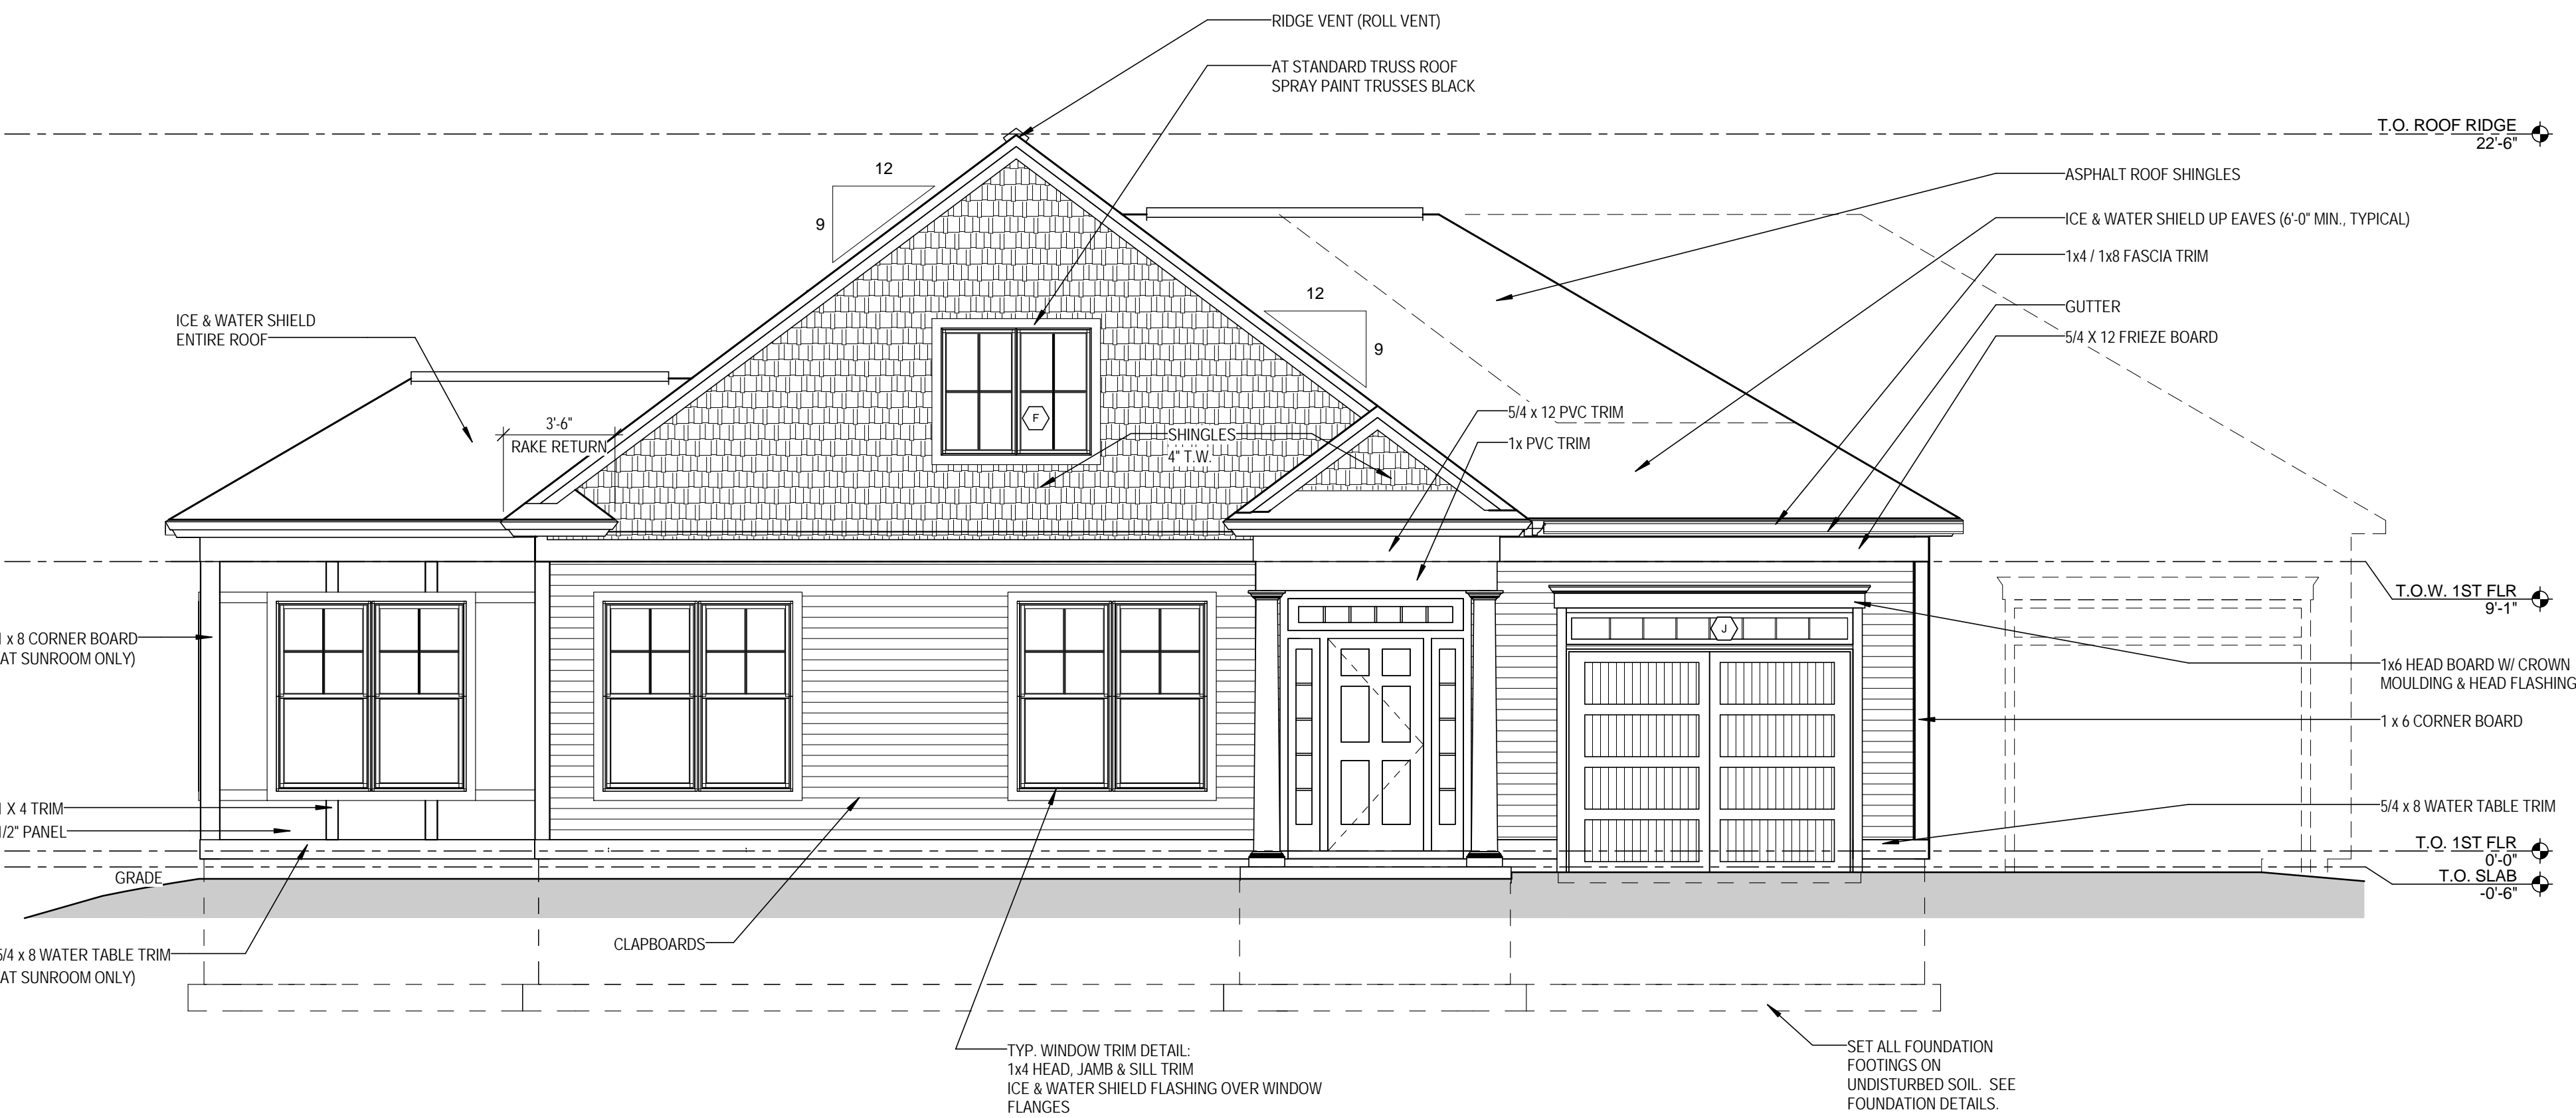 RIDGE VENT (ROLL VENT)
AT STANDARD TRUSS ROOF
SPRAY PAINT TRUSSES BLACK
T.O. ROOF RIDGE
22'-6"
12
9
ASPHALT ROOF SHINGLES
ICE & WATER SHIELD UP EAVES (6'-0" MIN., TYPICAL)
1x4 / 1x8 FASCIA TRIM
GUTTER
5/4 X 12 FRIEZE BOARD
12
9
ICE & WATER SHIELD
ENTIRE ROOF
3'-6"
RAKE RETURN
F
SHINGLES
4" T.W.
5/4 x 12 PVC TRIM
1x PVC TRIM
T.O.W. 1ST FLR
9'-1"
J
x 8 CORNER BOARD
AT SUNROOM ONLY)
1x6 HEAD BOARD W/ CROWN
MOULDING & HEAD FLASHING
1 x 6 CORNER BOARD
X 4 TRIM
/2" PANEL
5/4 x 8 WATER TABLE TRIM
T.O. 1ST FLR
0'-0"
T.O. SLAB
-0'-6"
GRADE
CLAPBOARDS
5/4 x 8 WATER TABLE TRIM
AT SUNROOM ONLY)
TYP. WINDOW TRIM DETAIL:
1x4 HEAD, JAMB & SILL TRIM
ICE & WATER SHIELD FLASHING OVER WINDOW
FLANGES
SET ALL FOUNDATION
FOOTINGS ON
UNDISTURBED SOIL. SEE
FOUNDATION DETAILS.